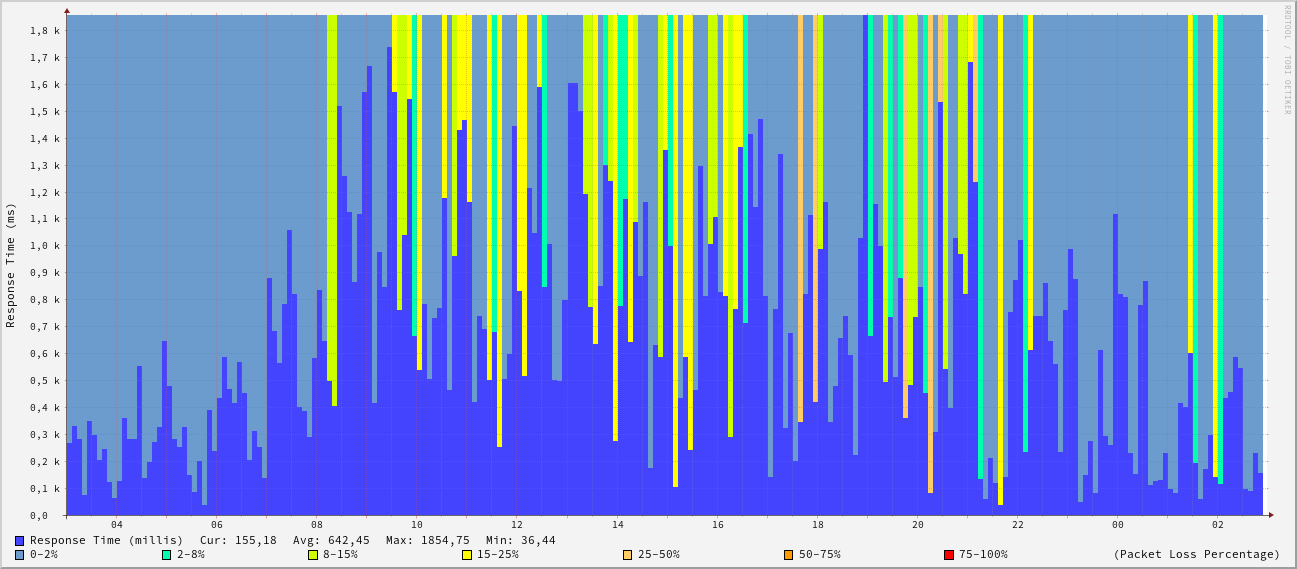 RRDTOOL / TOBI OETIKER
Response Time (ms)
1,8 k
1,7 k
1,6 k
1,5 k
1,4 k
1,3 k
1,2 k
1,1 k
1,0 k
0,9 k
0,8 k
0,7 k
0,6 k
0,5 k
0,4 k
0,3 k
0,2 k
0,1 k
0,0
04 06 08 10 12 14 16 18 20 22 00 02
Response Time (millis) Cur: 155,18 Avg: 642,45 Max: 1854,75 Min: 36,44
0-2% 2-8% 8-15% 15-25% 25-50% 50-75% 75-100% (Packet Loss Percentage)